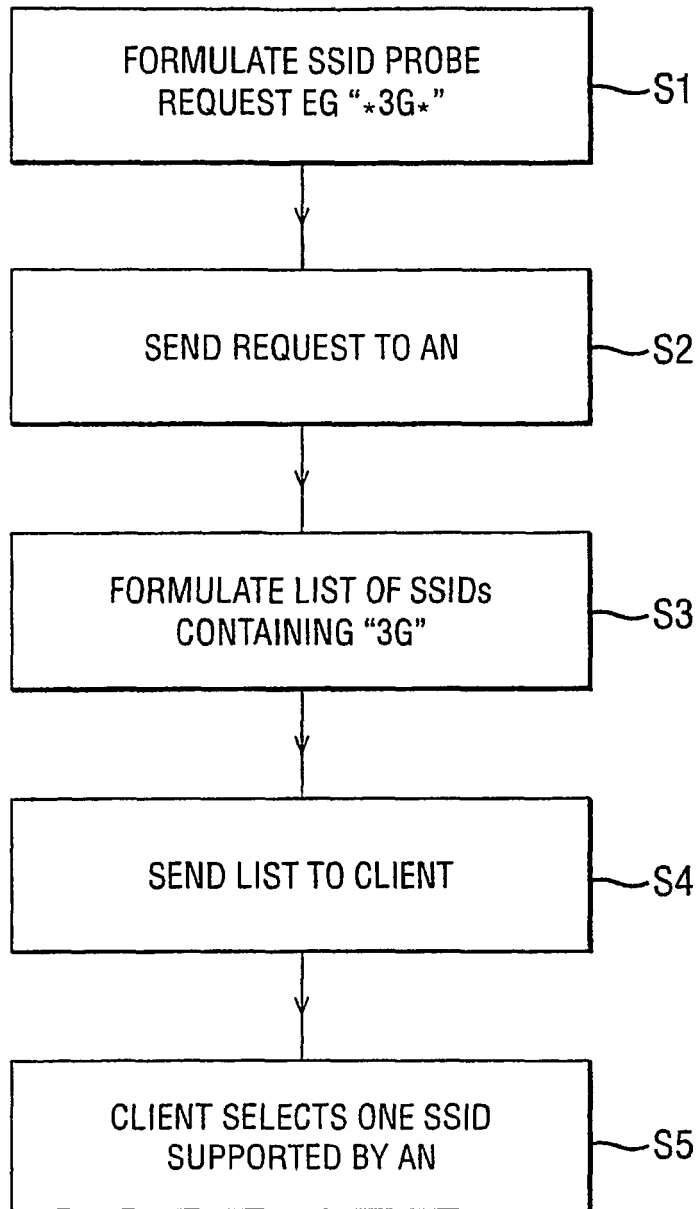 FORMULATE SSID PROBE
REQUEST EG “*3G*”
S1
SEND REQUEST TO AN
S2
FORMULATE LIST OF SSIDs
CONTAINING “3G”
S3
SEND LIST TO CLIENT
S4
CLIENT SELECTS ONE SSID
SUPPORTED BY AN
S5